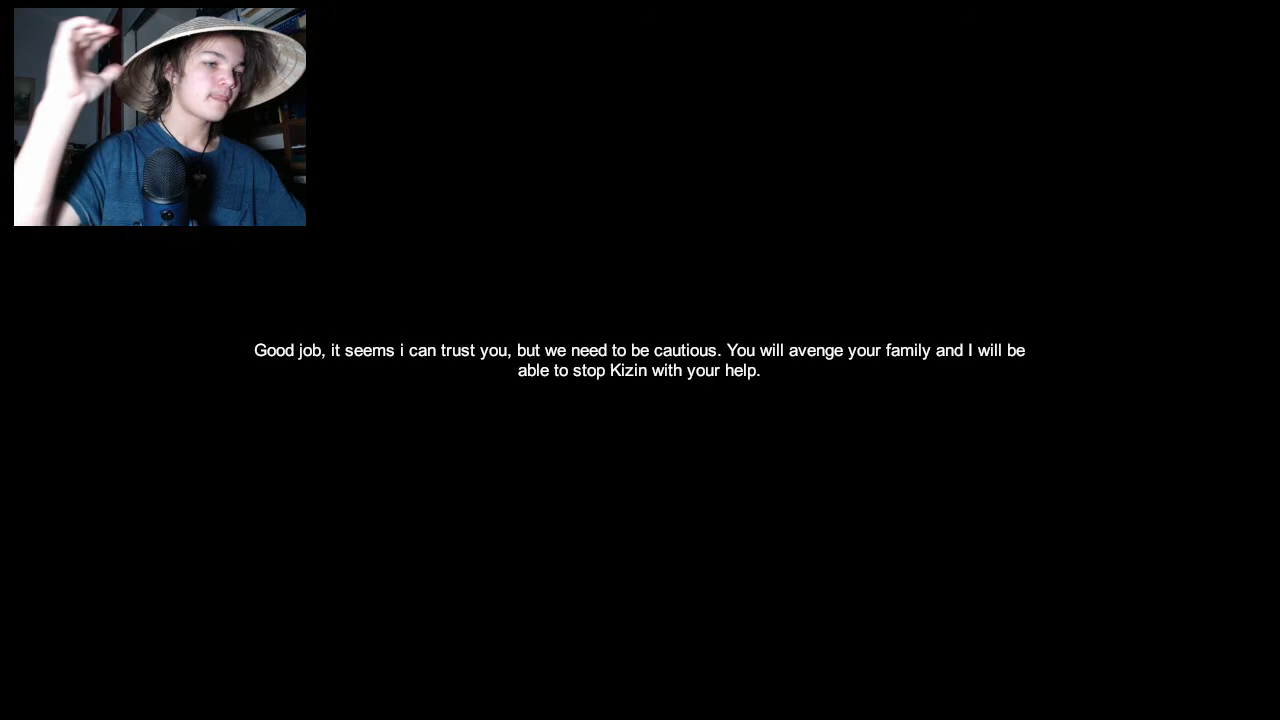 Good job, it seems i can trust you, but we need to be cautious. You will avenge your family and I will be
able to stop Kizin with your help.